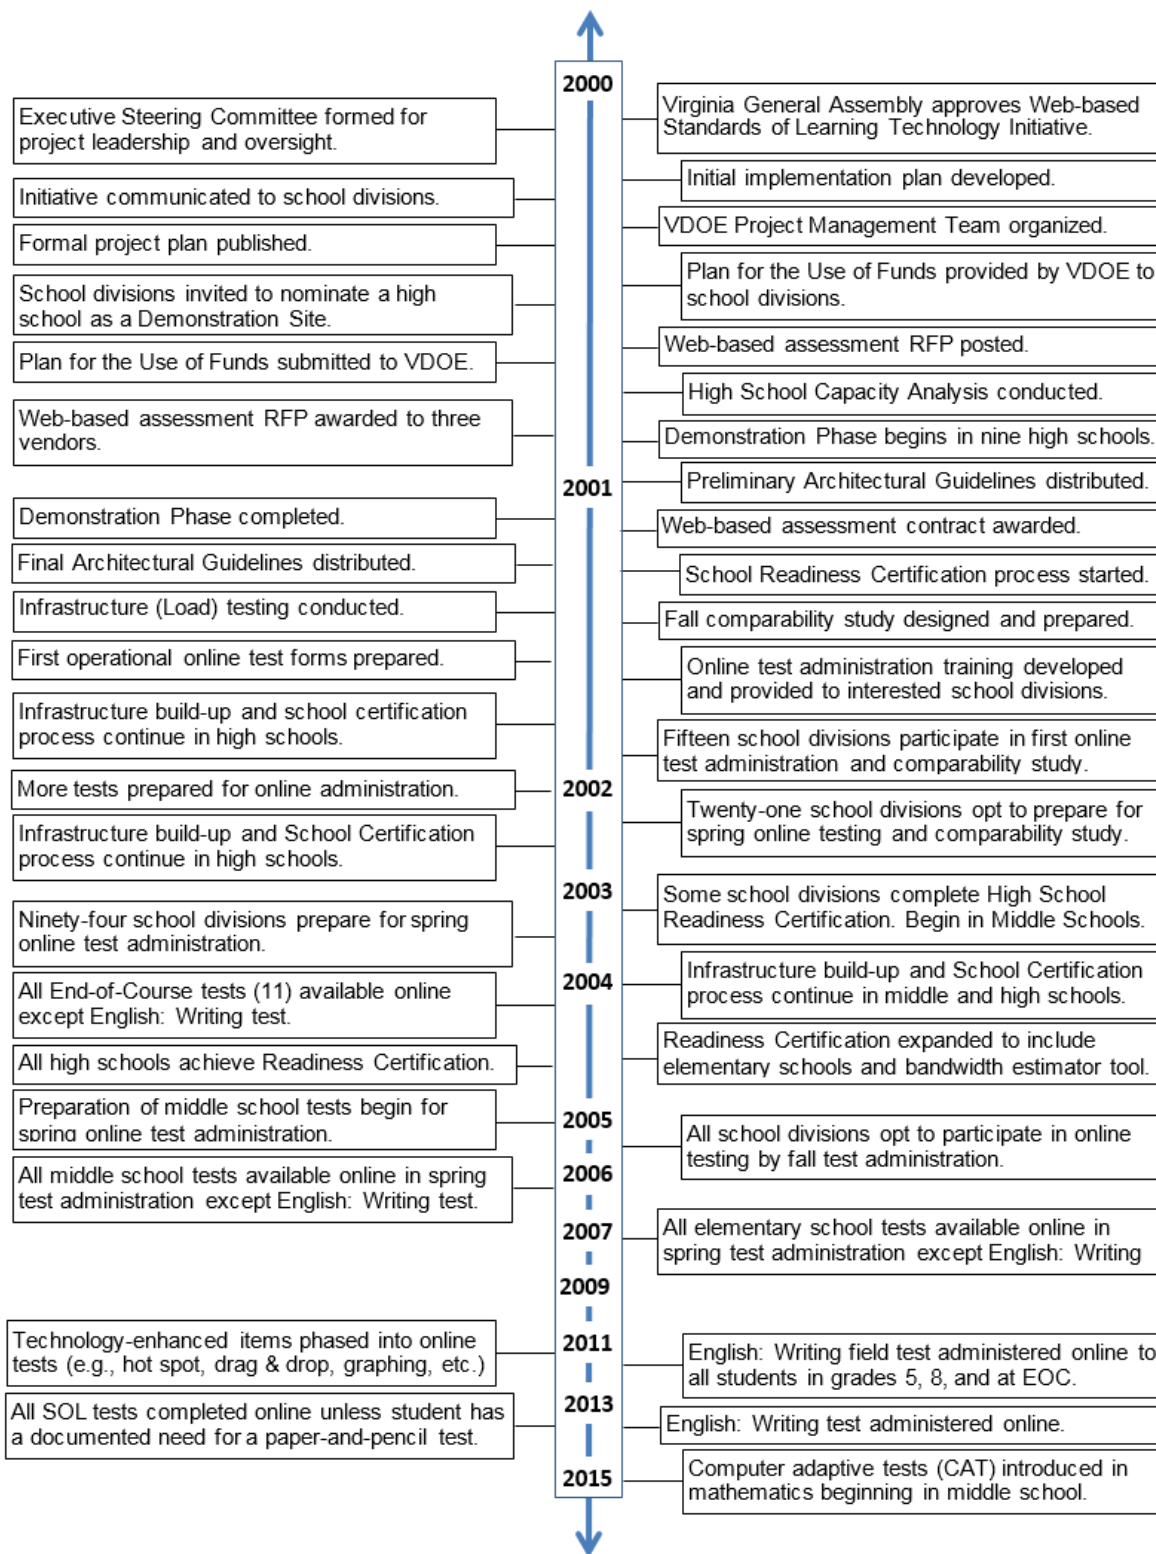 2000
Virginia General Assembly approves Web-based
Standards of Learning Technology Initiative.
Executive Steering Committee formed for
project leadership and oversight.
Initial implementation plan developed.
Initiative communicated to school divisions.
VDOE Project Management Team organized.
Formal project plan published.
Plan for the Use of Funds provided by VDOE to
school divisions.
School divisions invited to nominate a high
school as a Demonstration Site.
Web-based assessment RFP posted.
Plan for the Use of Funds submitted to VDOE.
High School Capacity Analysis conducted.
Web-based assessment RFP awarded to three
vendors.
Demonstration Phase begins in nine high schools.
2001
Preliminary Architectural Guidelines distributed.
Demonstration Phase completed.
Web-based assessment contract awarded.
Final Architectural Guidelines distributed.
School Readiness Certification process started.
Infrastructure (Load) testing conducted.
Fall comparability study designed and prepared.
First operational online test forms prepared.
Online test administration training developed
and provided to interested school divisions.
Infrastructure build-up and school certification
process continue in high schools.
Fifteen school divisions participate in first online
test administration and comparability study.
2002
More tests prepared for online administration.
Twenty-one school divisions opt to prepare for
spring online testing and comparability study.
Infrastructure build-up and School Certification
process continue in high schools.
2003
Some school divisions complete High School
Readiness Certification. Begin in Middle Schools.
Ninety-four school divisions prepare for spring
online test administration.
2004
Infrastructure build-up and School Certification
process continue in middle and high schools.
All End-of-Course tests (11) available online
except English: Writing test.
Readiness Certification expanded to include
elementary schools and bandwidth estimator tool.
All high schools achieve Readiness Certification.
2005
Preparation of middle school tests begin for
spring online test administration.
All school divisions opt to participate in online
testing by fall test administration.
2006
All middle school tests available online in spring
test administration except English: Writing test.
2007
All elementary school tests available online in
spring test administration except English: Writing
2009
2011
Technology-enhanced items phased into online
tests (e.g., hot spot, drag & drop, graphing, etc.)
English: Writing field test administered online to
all students in grades 5, 8, and at EOC.
2013
All SOL tests completed online unless student has
a documented need for a paper-and-pencil test.
English: Writing test administered online.
2015
Computer adaptive tests (CAT) introduced in
mathematics beginning in middle school.